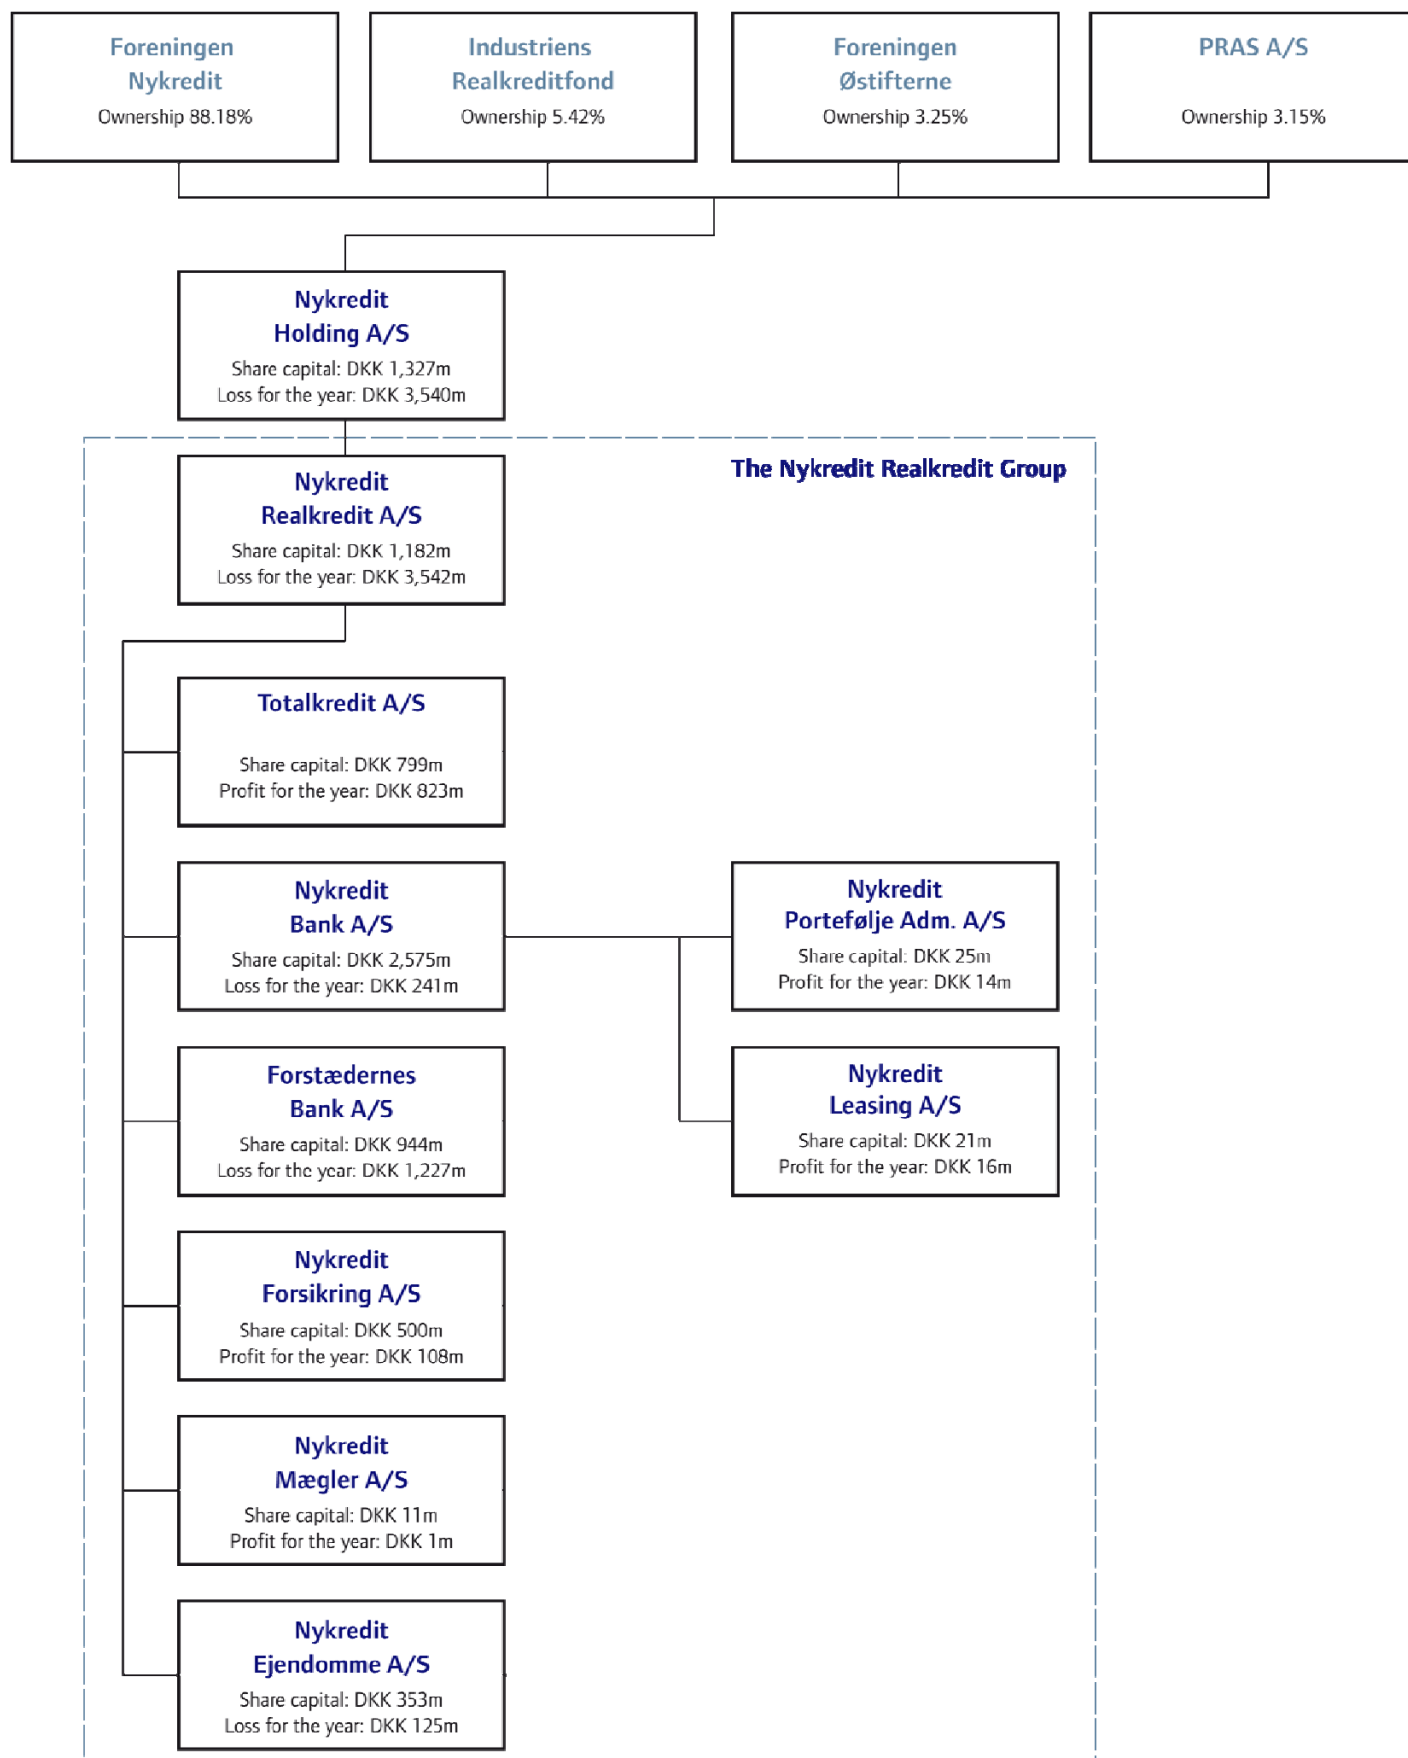 Foreningen
Nykredit
Ownership 88.18%
Industriens
Realkreditfond
Ownership 5.42%
Foreningen
Østifterne
Ownership 3.25%
PRAS A/S
Ownership 3.15%
Nykredit
Holding A/S
Share capital: DKK 1,327m
Loss for the year: DKK 3,540m
The Nykredit Realkredit Group
Nykredit
Realkredit A/S
Share capital: DKK 1,182m
Loss for the year: DKK 3,542m
Totalkredit A/S
Share capital: DKK 799m
Profit for the year: DKK 823m
Nykredit
Bank A/S
Share capital: DKK 2,575m
Loss for the year: DKK 241m
Nykredit
Portefølje Adm. A/S
Share capital: DKK 25m
Profit for the year: DKK 14m
Forstædernes
Bank A/S
Share capital: DKK 944m
Loss for the year: DKK 1,227m
Nykredit
Leasing A/S
Share capital: DKK 21m
Profit for the year: DKK 16m
Nykredit
Forsikring A/S
Share capital: DKK 500m
Profit for the year: DKK 108m
Nykredit
Mægler A/S
Share capital: DKK 11m
Profit for the year: DKK 1m
Nykredit
Ejendomme A/S
Share capital: DKK 353m
Loss for the year: DKK 125m